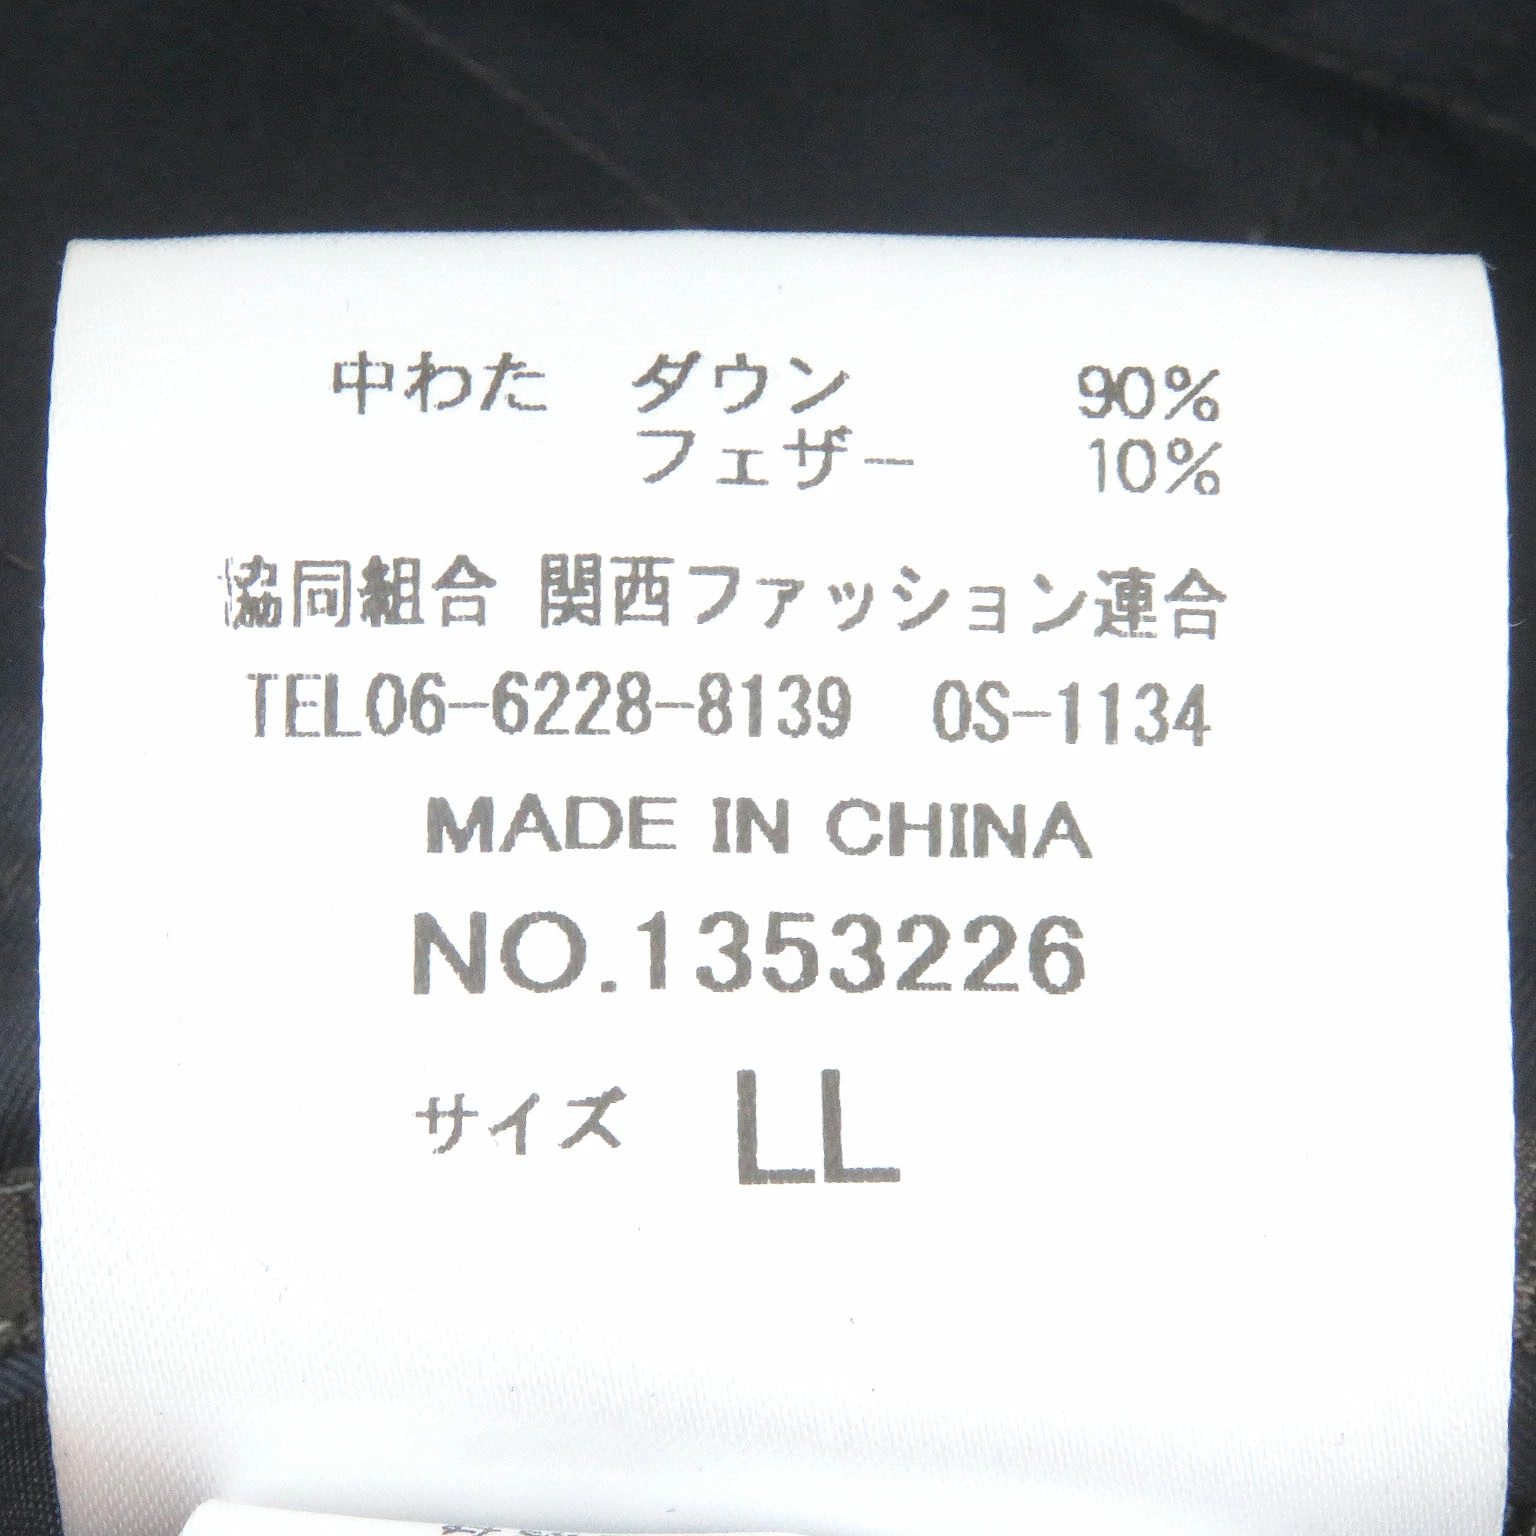 中わた ダウン 90%
フェザー 10%
協同組合 関西ファッション連合
TEL06-6228-8139 OS-1134
MADE IN CHINA
NO.1353226
サイズ LL